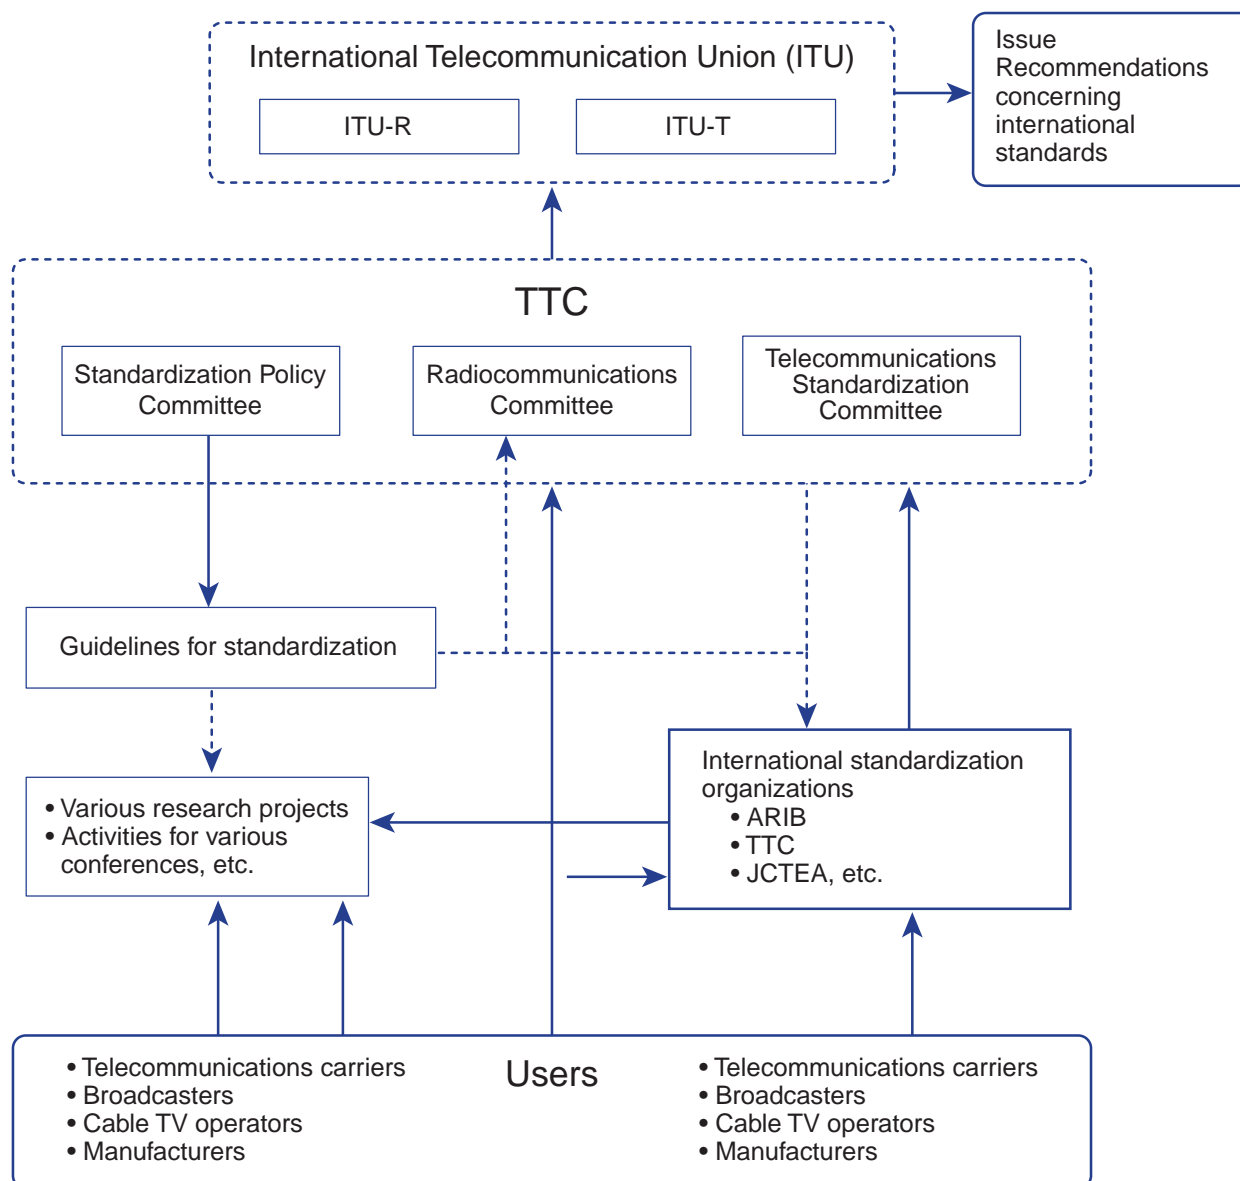 International Telecommunication Union (ITU)
ITU-R
ITU-T
Issue
Recommendations
concerning
international
standards
TTC
Standardization Policy
Committee
Radiocommunications
Committee
Telecommunications
Standardization
Committee
Guidelines for standardization
• Various research projects
• Activities for various
conferences, etc.
International standardization
organizations
• ARIB
• TTC
• JCTEA, etc.
Users
• Telecommunications carriers
• Broadcasters
• Cable TV operators
• Manufacturers
• Telecommunications carriers
• Broadcasters
• Cable TV operators
• Manufacturers